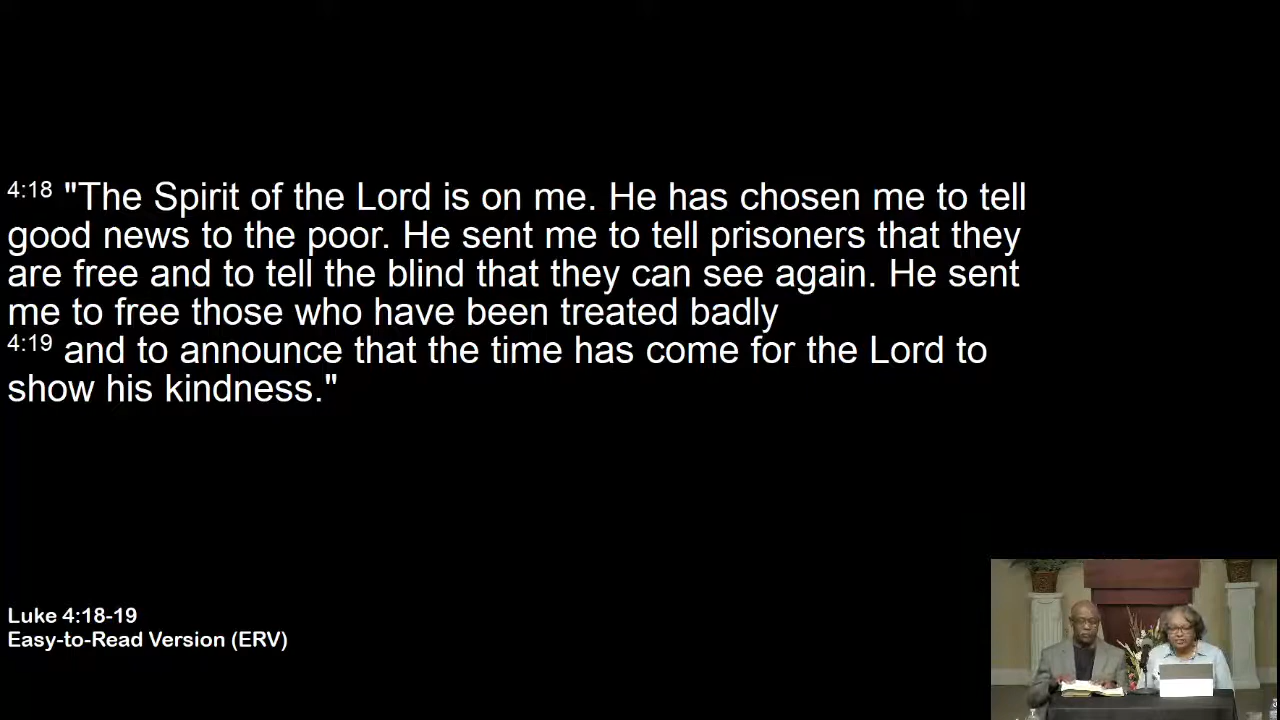 4:18 "The Spirit of the Lord is on me. He has chosen me to tell
good news to the poor. He sent me to tell prisoners that they
are free and to tell the blind that they can see again. He sent
me to free those who have been treated badly
4:19 and to announce that the time has come for the Lord to
show his kindness."
Luke 4:18-19
Easy-to-Read Version (ERV)